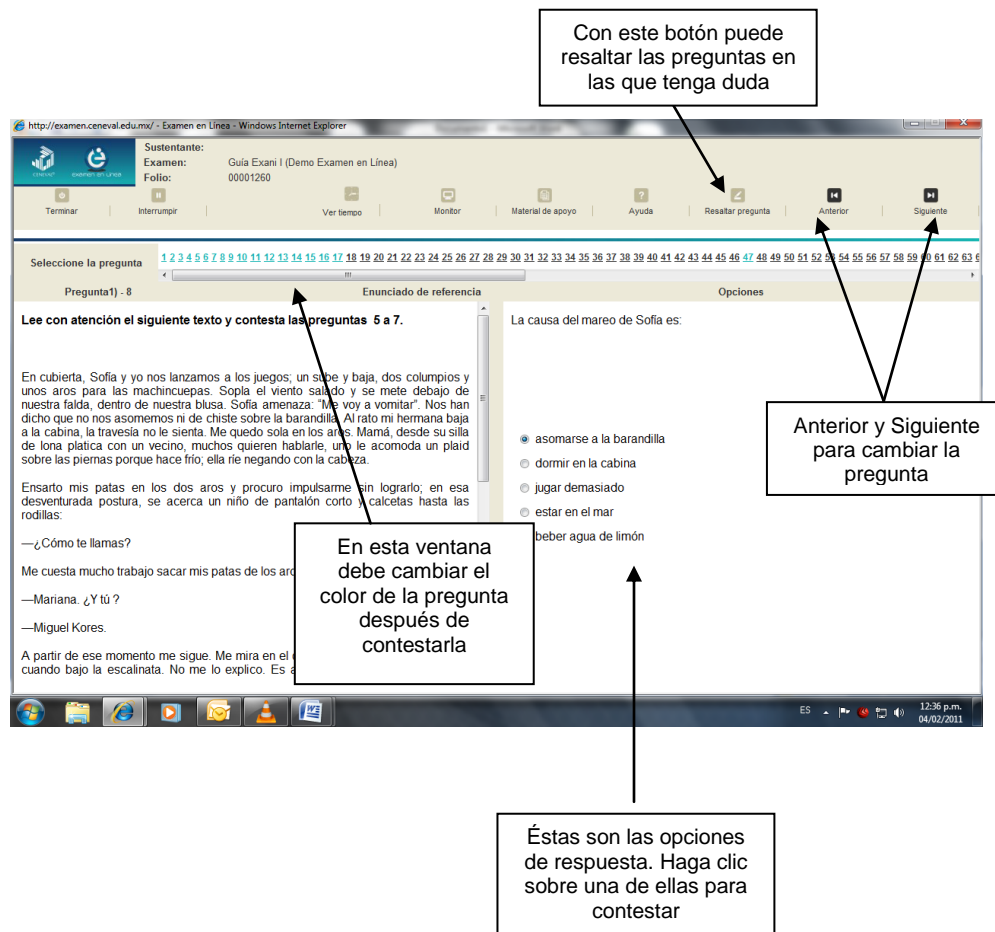 Con este botón puede
resaltar las preguntas en
las que tenga duda
http://examen.ceneval.edu.mx/ - Examen en Línea - Windows Internet Explorer
Sustentante:
Examen: Guía Exani I (Demo Examen en Línea)
Folio: 00001260
CENEVAL
EXAMEN EN LINEA
Terminar
Interrumpir
Ver tiempo
Monitor
Material de apoyo
Ayuda
Resaltar pregunta
Anterior
Siguiente
Seleccione la pregunta
1 2 3 4 5 6 7 8 9 10 11 12 13 14 15 16 17 18 19 20 21 22 23 24 25 26 27 28 29 30 31 32 33 34 35 36 37 38 39 40 41 42 43 44 45 46 47 48 49 50 51 52 53 54 55 56 57 58 59 60 61 62 63
Pregunta1) - 8
Enunciado de referencia
Opciones
Lee con atención el siguiente texto y contesta las preguntas 5 a 7.
En cubierta, Sofía y yo nos lanzamos a los juegos; un sube y baja, dos columpios y
unos aros para las machincuepas. Sopla el viento salado y se mete debajo de
nuestra falda, dentro de nuestra blusa. Sofía amenaza: “Me voy a vomitar”. Nos han
dicho que no nos asomemos ni de chiste sobre la barandilla. Al rato mi hermana baja
a la cabina, la travesía no le sienta. Me quedo sola en los aros. Mamá, desde su silla
de lona platica con un vecino, muchos quieren hablarle, uno le acomoda un plaid
sobre las piernas porque hace frío; ella ríe negando con la cabeza.
Ensarto mis patas en los dos aros y procuro impulsarme sin lograrlo; en esa
desventurada postura, se acerca un niño de pantalón corto y calcetas hasta las
rodillas:
—¿Cómo te llamas?
Me cuesta mucho trabajo sacar mis patas de los
—Mariana. ¿Y tú ?
—Miguel Kores.
A partir de ese momento me sigue. Me mira en el
cuando bajo la escalinata. No me lo explico. Es
La causa del mareo de Sofía es:
asomarse a la barandilla
dormir en la cabina
jugar demasiado
estar en el mar
beber agua de limón
Anterior y Siguiente
para cambiar la
pregunta
En esta ventana
debe cambiar el
color de la pregunta
después de
contestarla
ES
12:36 p.m.
04/02/2011
Éstas son las opciones
de respuesta. Haga clic
sobre una de ellas para
contestar